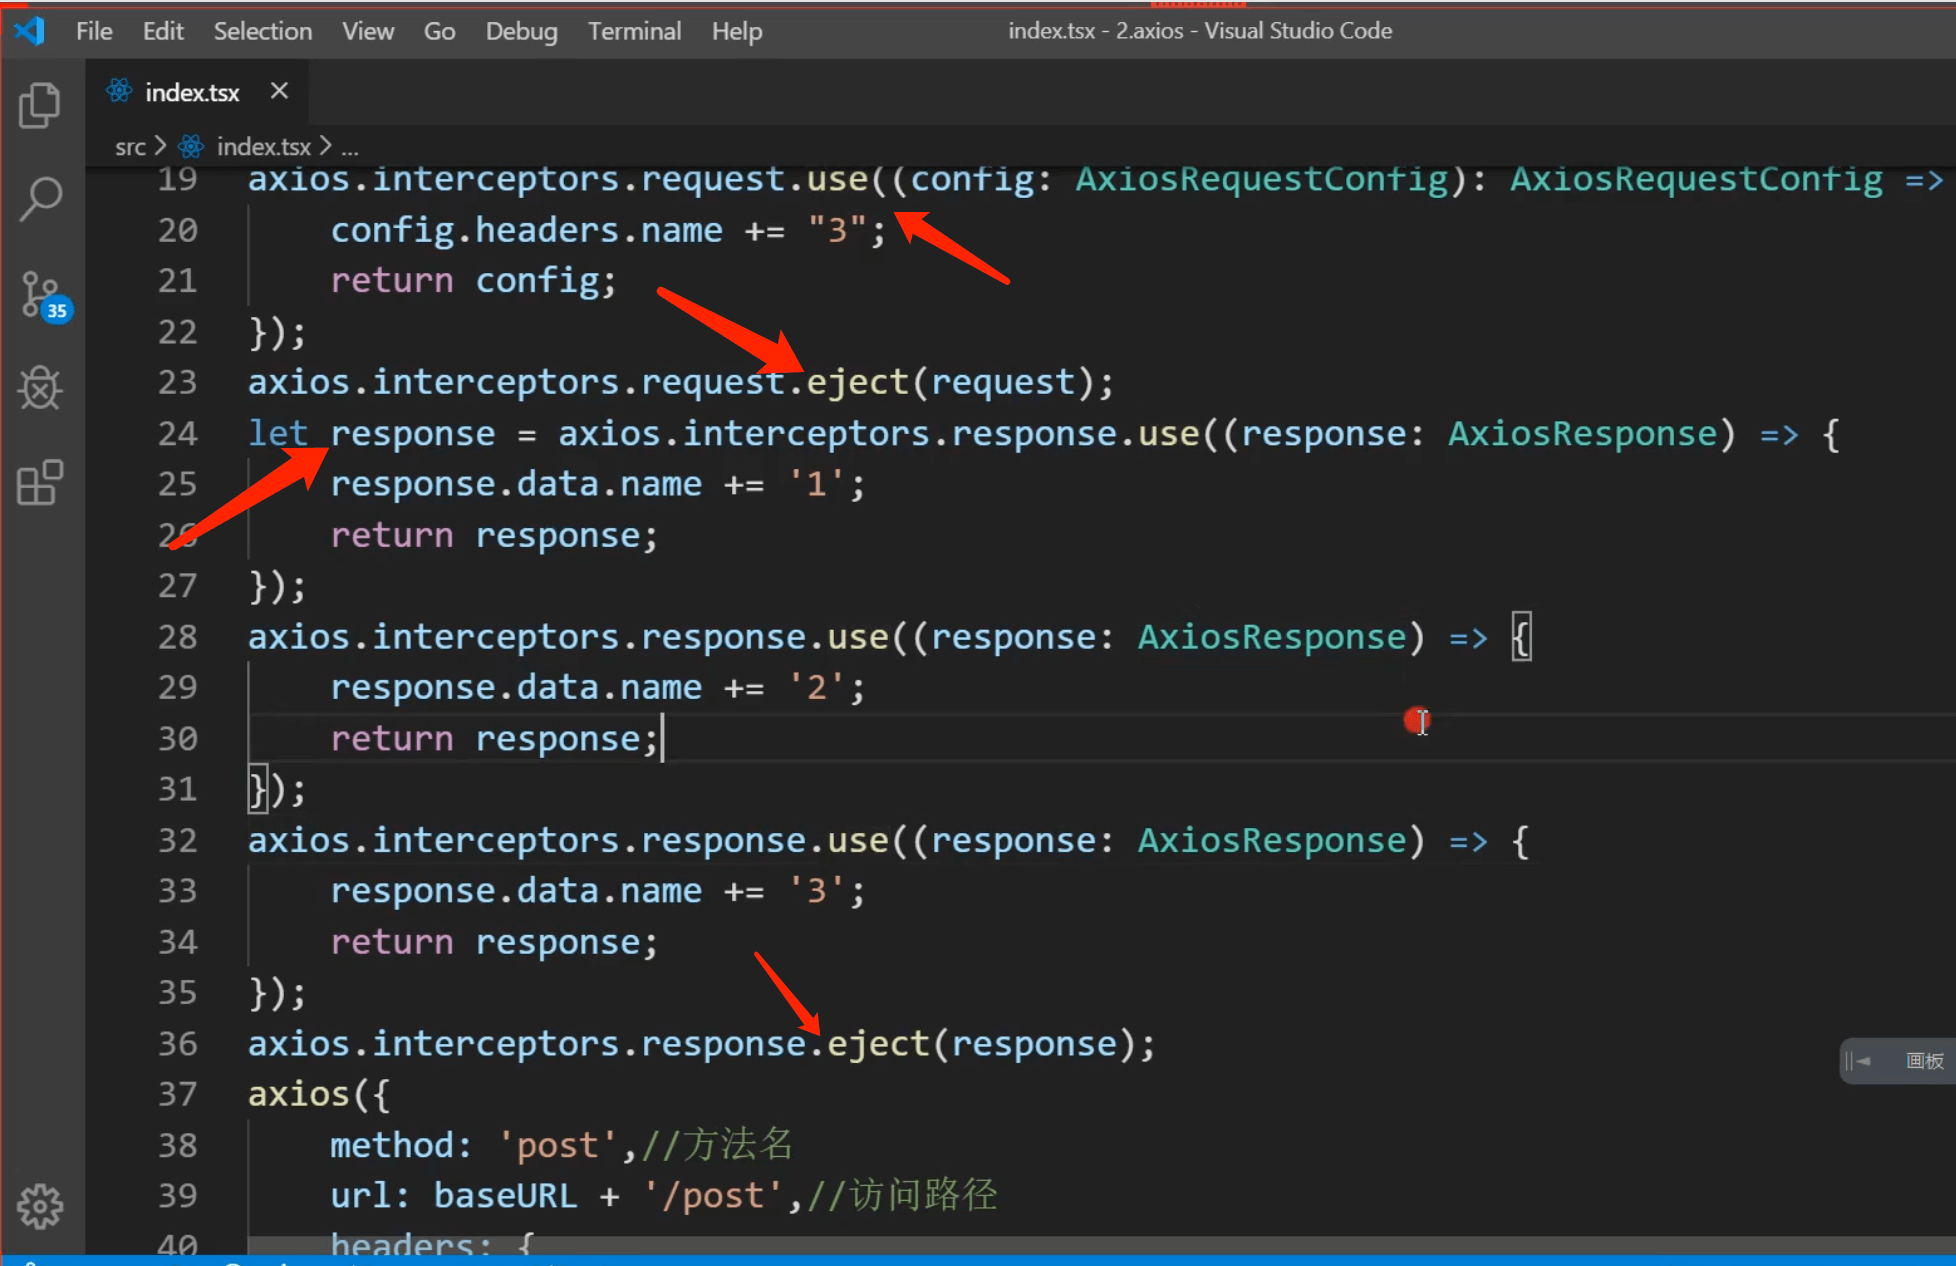 File Edit Selection View Go Debug Terminal Help index.tsx - 2.axios - Visual Studio Code
index.tsx ×
src > index.tsx > ...
19 axios.interceptors.request.use((config: AxiosRequestConfig): AxiosRequestConfig =>
20 config.headers.name += "3";
21 return config;
22 });
23 axios.interceptors.request.eject(request);
24 let response = axios.interceptors.response.use((response: AxiosResponse) => {
25 response.data.name += '1';
26 return response;
27 });
28 axios.interceptors.response.use((response: AxiosResponse) => {
29 response.data.name += '2';
30 return response;
31 });
32 axios.interceptors.response.use((response: AxiosResponse) => {
33 response.data.name += '3';
34 return response;
35 });
36 axios.interceptors.response.eject(response);
37 axios({
38 method: 'post',//方法名
39 url: baseURL + '/post',//访问路径
40 headers: {
35
画板